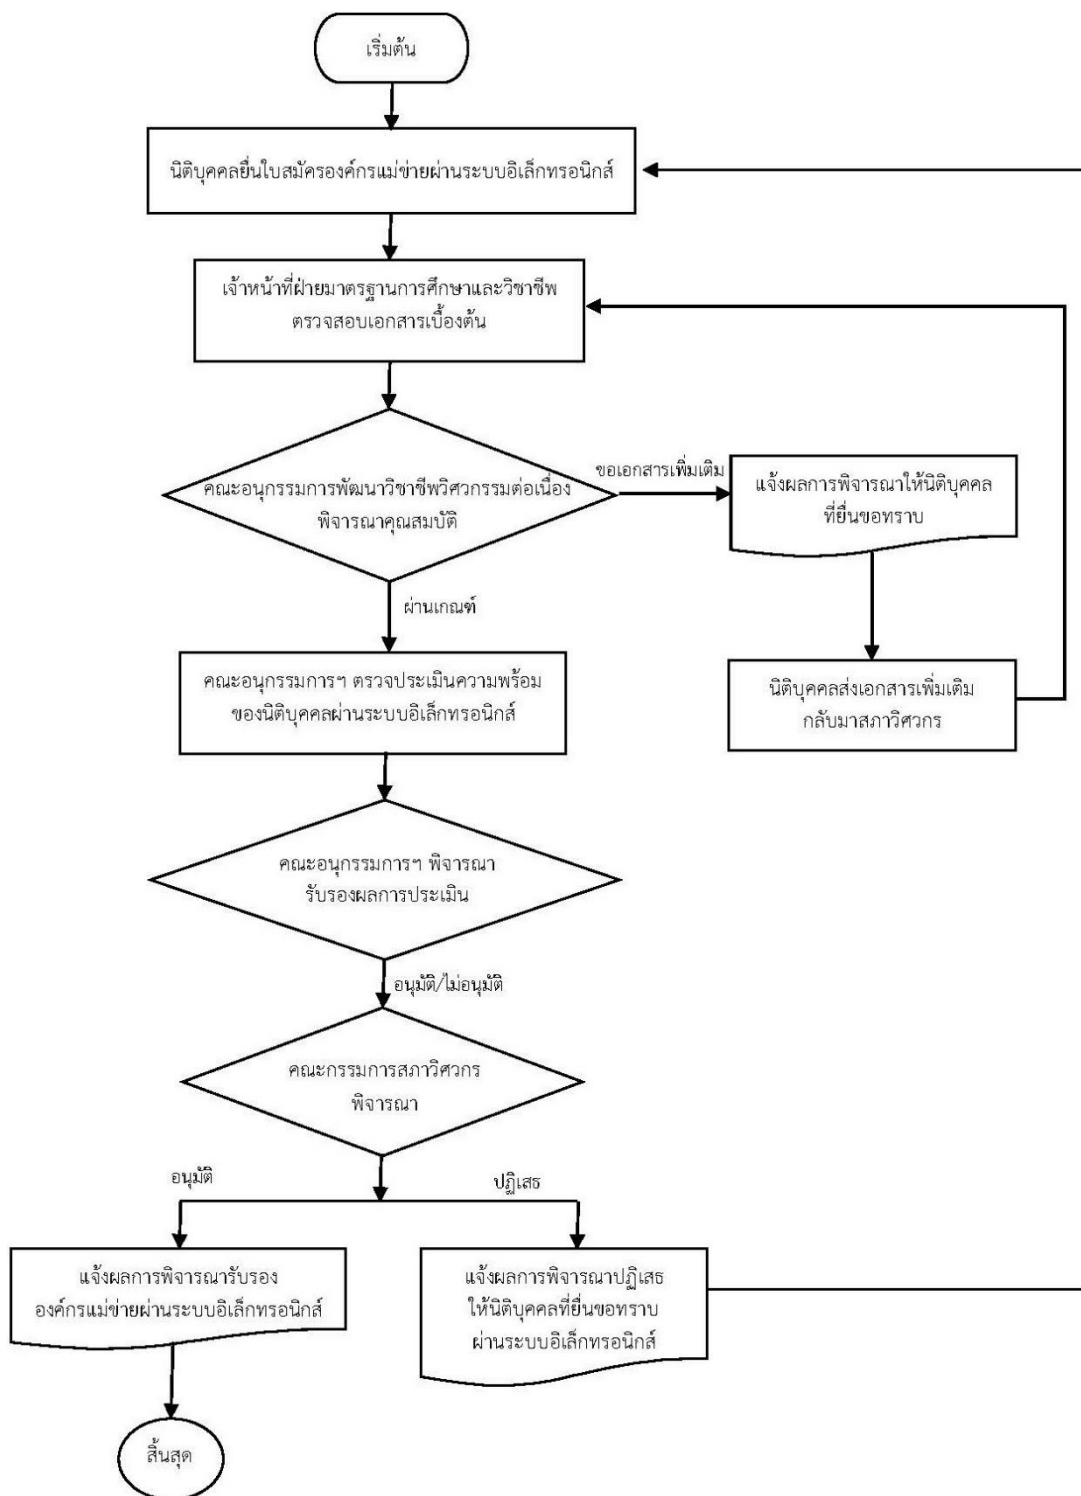 เริ่มต้น
นิติบุคคลยื่นใบสมัครองค์กรแม่ข่ายผ่านระบบอิเล็กทรอนิกส์
เจ้าหน้าที่ฝ่ายมาตรฐานการศึกษาและวิชาชีพ
ตรวจสอบเอกสารเบื้องต้น
คณะอนุกรรมการพัฒนาวิชาชีพวิศวกรรมต่อเนื่อง
พิจารณาคุณสมบัติ
ขอเอกสารเพิ่มเติม
แจ้งผลการพิจารณาให้นิติบุคคล
ที่ยื่นขอทราบ
ผ่านเกณฑ์
นิติบุคคลส่งเอกสารเพิ่มเติม
กลับมาสภาวิศวกร
คณะอนุกรรมการฯ ตรวจประเมินความพร้อม
ของนิติบุคคลผ่านระบบอิเล็กทรอนิกส์
คณะอนุกรรมการฯ พิจารณา
รับรองผลการประเมิน
อนุมัติ/ไม่อนุมัติ
คณะกรรมการสภาวิศวกร
พิจารณา
อนุมัติ
ปฏิเสธ
แจ้งผลการพิจารณารับรอง
องค์กรแม่ข่ายผ่านระบบอิเล็กทรอนิกส์
แจ้งผลการพิจารณาปฏิเสธ
ให้นิติบุคคลที่ยื่นขอทราบ
ผ่านระบบอิเล็กทรอนิกส์
สิ้นสุด